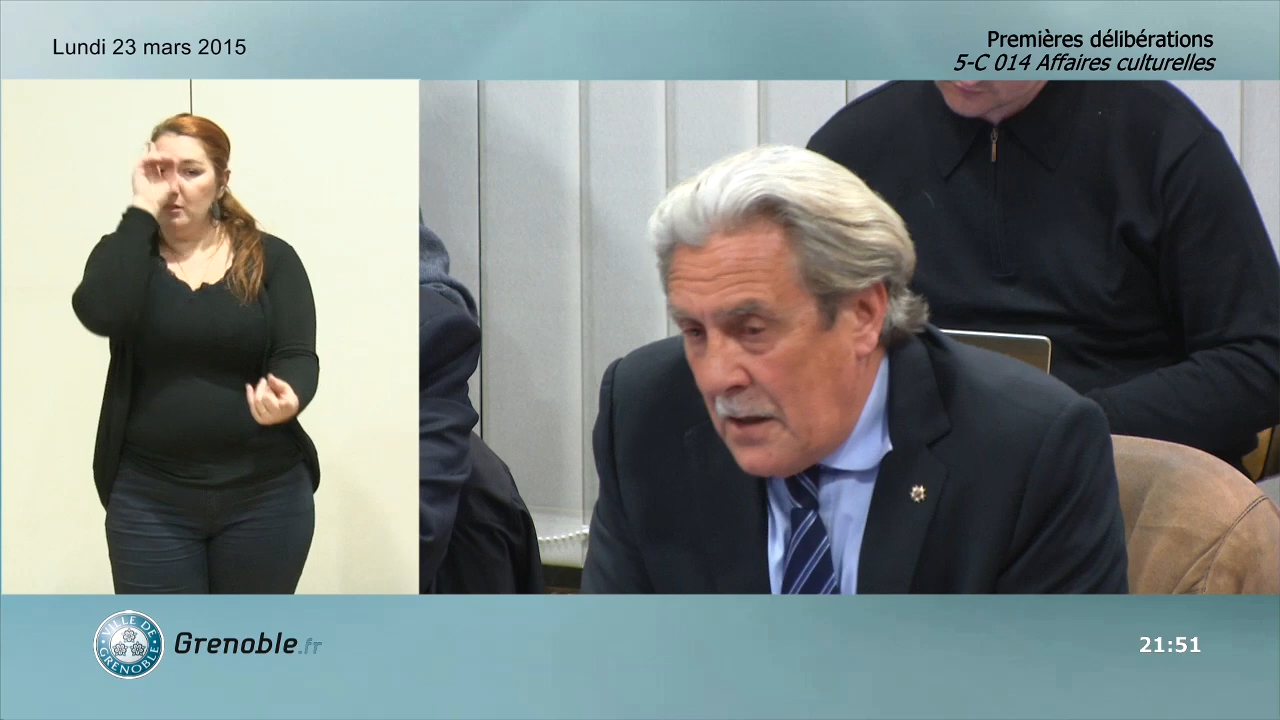 Lundi 23 mars 2015
Premières délibérations
5-C 014 Affaires culturelles
VILLE DE
GRENOBLE
Grenoble.fr
21:51